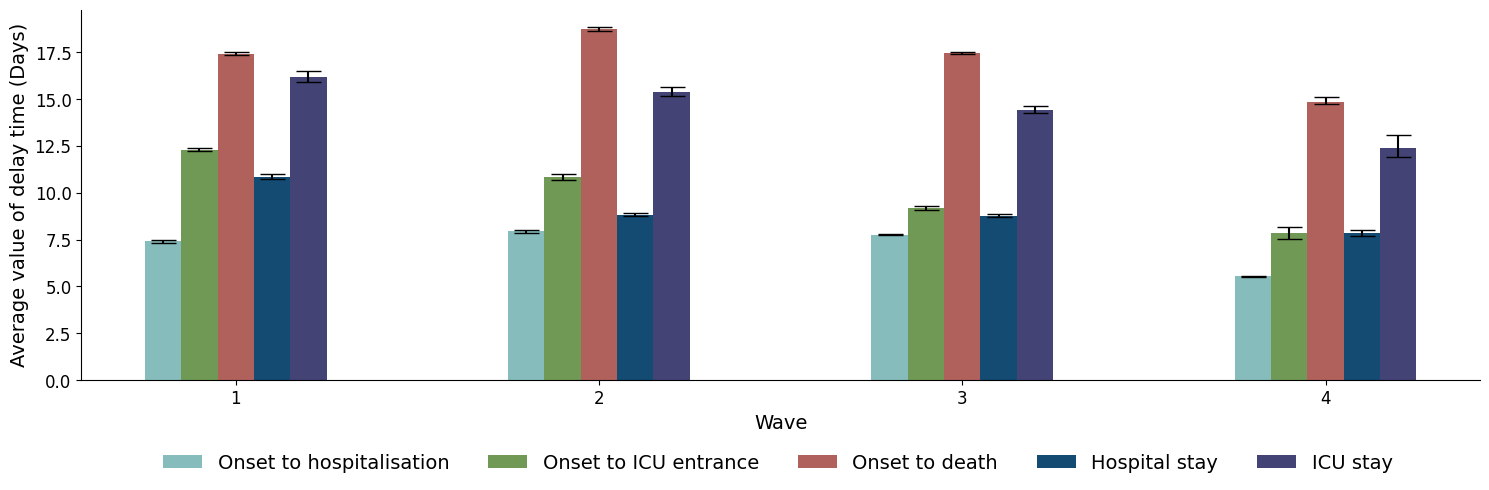 Average value of delay time (Days)
17.5
15.0
12.5
10.0
7.5
5.0
2.5
0.0
1 2 3 4
Wave
Onset to hospitalisation Onset to ICU entrance Onset to death Hospital stay ICU stay